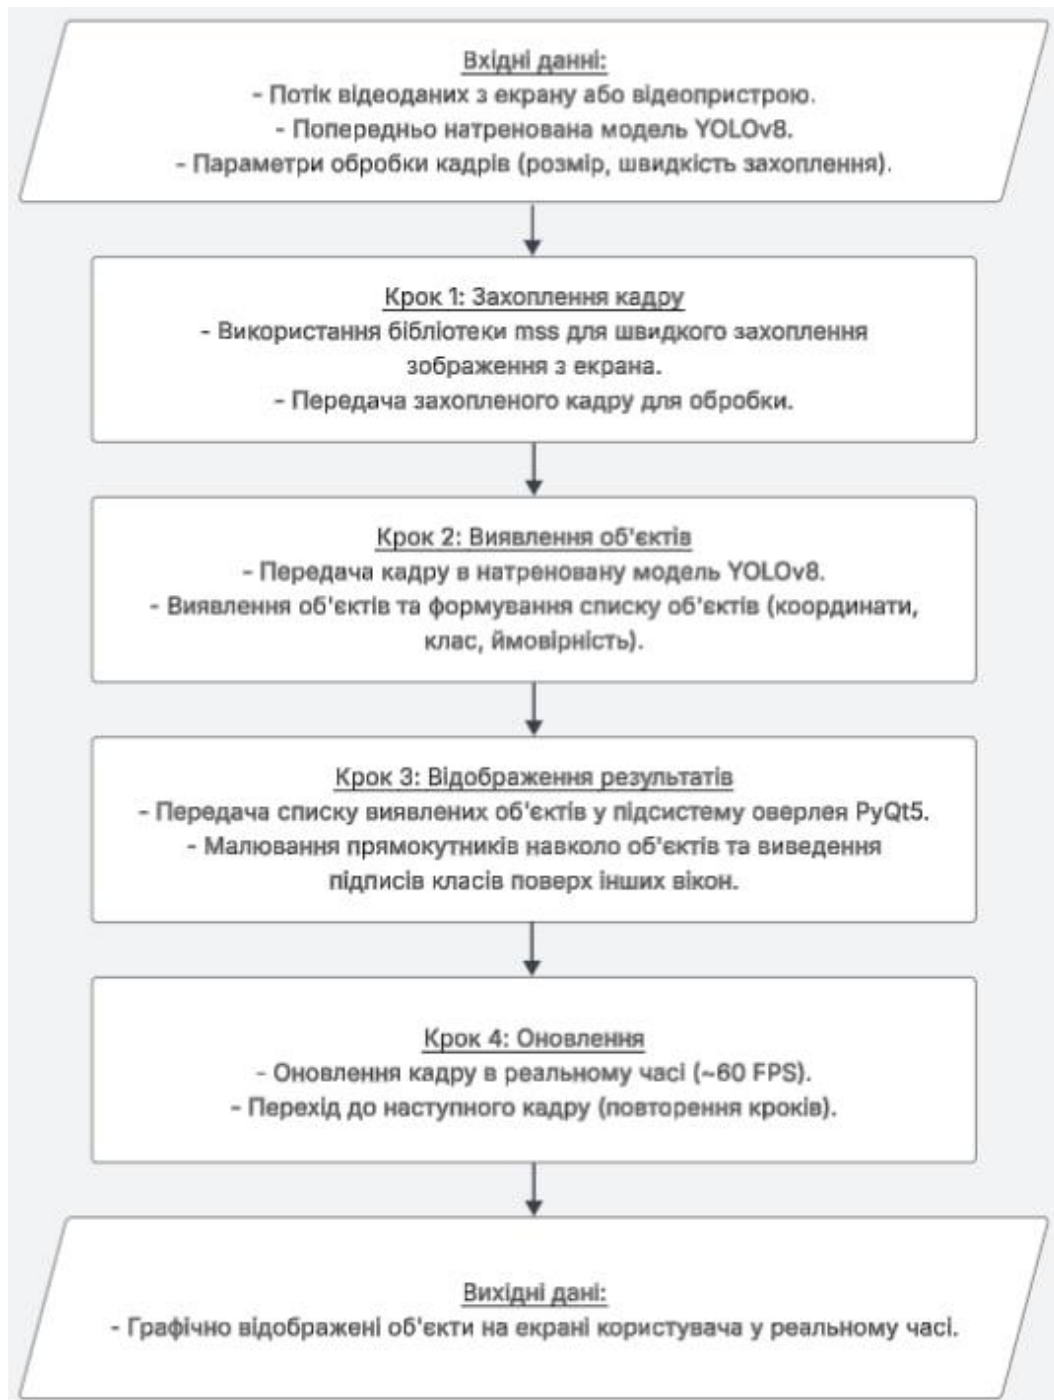 Вхідні данні:
- Потік відеоданих з екрану або відеопристрою.
- Попередньо натренована модель YOLOv8.
- Параметри обробки кадрів (розмір, швидкість захоплення).
Крок 1: Захоплення кадру
- Використання бібліотеки mss для швидкого захоплення
зображення з екрана.
- Передача захопленого кадру для обробки.
Крок 2: Виявлення об'єктів
- Передача кадру в натреновану модель YOLOv8.
- Виявлення об'єктів та формування списку об'єктів (координати,
клас, ймовірність).
Крок 3: Відображення результатів
- Передача списку виявлених об'єктів у підсистему оверлея PyQt5.
- Малювання прямокутників навколо об'єктів та виведення
підписів класів поверх інших вікон.
Крок 4: Оновлення
- Оновлення кадру в реальному часі (~60 FPS).
- Перехід до наступного кадру (повторення кроків).
Вихідні дані:
- Графічно відображені об'єкти на екрані користувача у реальному часі.